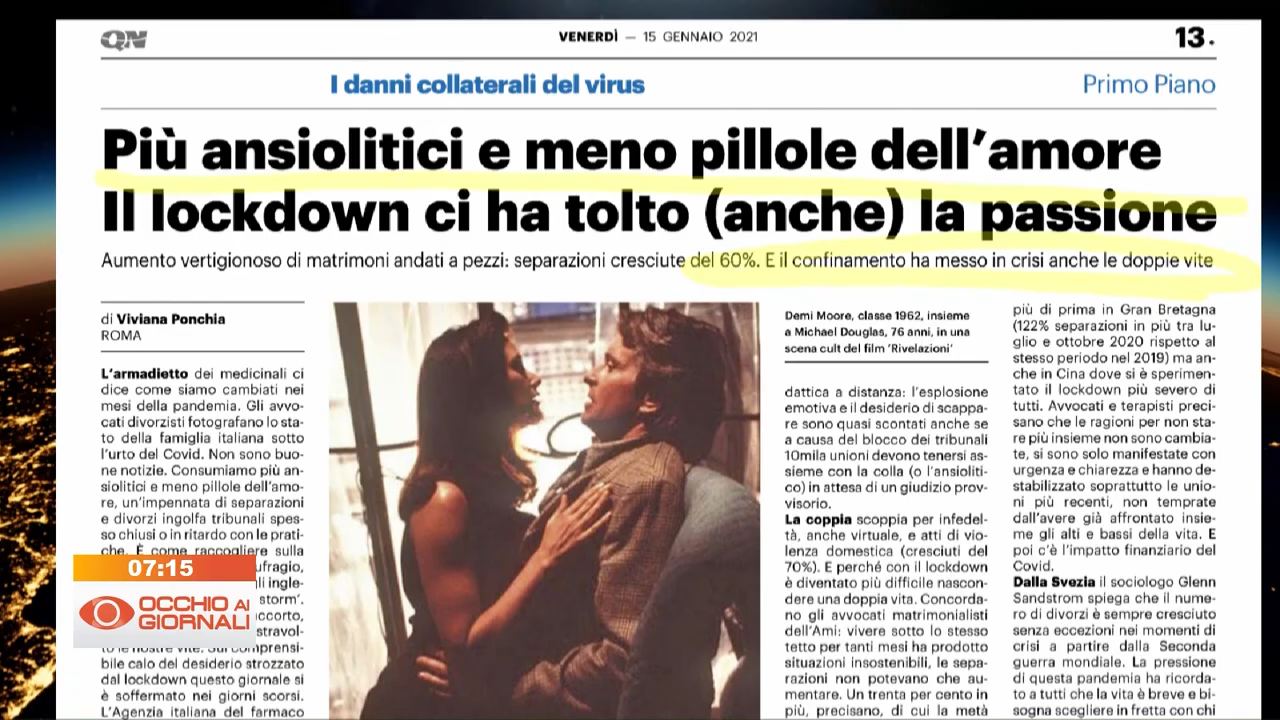 QN
VENERDÌ — 15 GENNAIO 2021
13.
I danni collaterali del virus
Primo Piano
Più ansiolitici e meno pillole dell'amore
Il lockdown ci ha tolto (anche) la passione
Aumento vertiginoso di matrimoni andati a pezzi: separazioni cresciute del 60%. E il confinamento ha messo in crisi anche le doppie vite
di Viviana Ponchia
ROMA
L'armadietto dei medicinali ci
dice come siamo cambiati nei
mesi della pandemia. Gli avvo-
cati divorzisti fotografano lo sta-
to della famiglia italiana sotto
l'urto del Covid. Non sono buo-
ne notizie. Consumiamo più an-
siolitici e meno pillole dell'amo-
re, un'impennata di separazioni
e divorzi ingolfa tribunali spes-
so chiusi o in ritardo con le prati-
che. È come raccogliere sulla
ufragio,
li ingle-
storm'.
accorto,
stravol-
to le nostre vite. Sul comprensi-
bile calo del desiderio strozzato
dal lockdown questo giornale si
è soffermato nei giorni scorsi.
L'Agenzia italiana del farmaco
07:15
OCCHIO AI
GIORNALI
Demi Moore, classe 1962, insieme
a Michael Douglas, 76 anni, in una
scena cult del film 'Rivelazioni'
dattica a distanza: l'esplosione
emotiva e il desiderio di scappa-
re sono quasi scontati anche se
a causa del blocco dei tribunali
10mila unioni devono tenersi as-
sieme con la colla (o l'ansioliti-
co) in attesa di un giudizio prov-
visorio.
La coppia scoppia per infedel-
tà, anche virtuale, e atti di vio-
lenza domestica (cresciuti del
70%). E perché con il lockdown
è diventato più difficile nascon-
dere una doppia vita. Concorda-
no gli avvocati matrimonialisti
dell'Ami: vivere sotto lo stesso
tetto per tanti mesi ha prodotto
situazioni insostenibili, le sepa-
razioni non potevano che au-
mentare. Un trenta per cento in
più, precisano, di cui la metà
più di prima in Gran Bretagna
(122% separazioni in più tra lu-
glio e ottobre 2020 rispetto al
stesso periodo nel 2019) ma an-
che in Cina dove si è sperimen-
tato il lockdown più severo di
tutti. Avvocati e terapisti preci-
sano che le ragioni per non sta-
re più insieme non sono cambia-
te, si sono solo manifestate con
urgenza e chiarezza e hanno de-
stabilizzato soprattutto le unio-
ni più recenti, non temprate
dall'avere già affrontato insie-
me gli alti e bassi della vita. E
poi c'è l'impatto finanziario del
Covid.
Dalla Svezia il sociologo Glenn
Sandstrom spiega che il nume-
ro di divorzi è sempre cresciuto
senza eccezioni nei momenti di
crisi a partire dalla Seconda
guerra mondiale. La pressione
di questa pandemia ha ricorda-
to a tutti che la vita è breve e bi-
sogna scegliere in fretta con chi